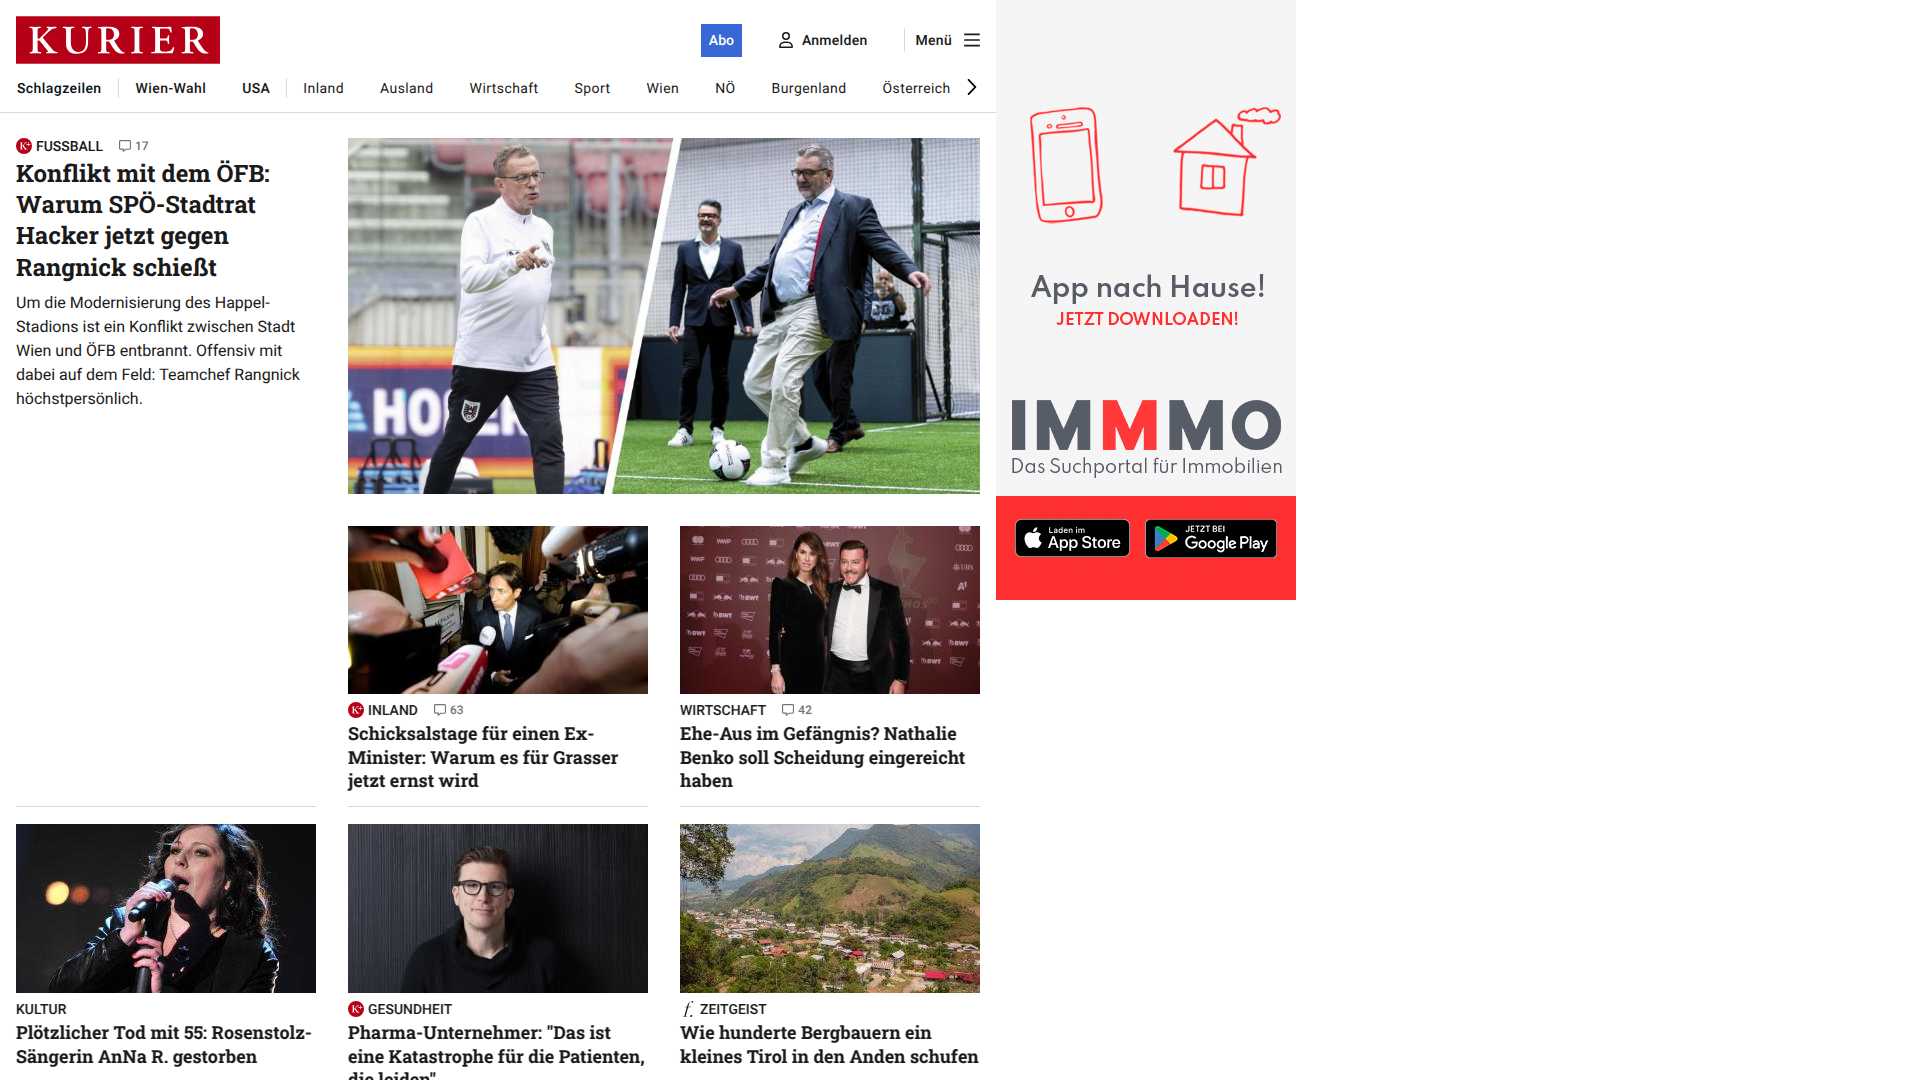 KURIER
Abo
Anmelden
Menü
Schlagzeilen
Wien-Wahl
USA
Inland
Ausland
Wirtschaft
Sport
Wien
NÖ
Burgenland
Österreich
K+ FUSSBALL 17
Konflikt mit dem ÖFB:
Warum SPÖ-Stadtrat
Hacker jetzt gegen
Rangnick schießt
Um die Modernisierung des Happel-
Stadions ist ein Konflikt zwischen Stadt
Wien und ÖFB entbrannt. Offensiv mit
dabei auf dem Feld: Teamchef Rangnick
höchstpersönlich.
App nach Hause!
JETZT DOWNLOADEN!
IMMMO
Das Suchportal für Immobilien
Laden im
App Store
JETZT BEI
Google Play
K+ INLAND 63
Schicksalstage für einen Ex-
Minister: Warum es für Grasser
jetzt ernst wird
WIRTSCHAFT 42
Ehe-Aus im Gefängnis? Nathalie
Benko soll Scheidung eingereicht
haben
KULTUR
Plötzlicher Tod mit 55: Rosenstolz-
Sängerin AnNa R. gestorben
K+ GESUNDHEIT
Pharma-Unternehmer: "Das ist
eine Katastrophe für die Patienten,
die leiden"
f. ZEITGEIST
Wie hunderte Bergbauern ein
kleines Tirol in den Anden schufen